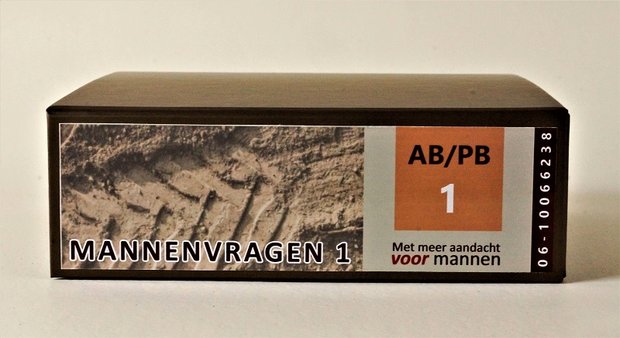 MANNENVRAGEN 1
AB/PB
1
Met meer aandacht
voor mannen
06-10066238